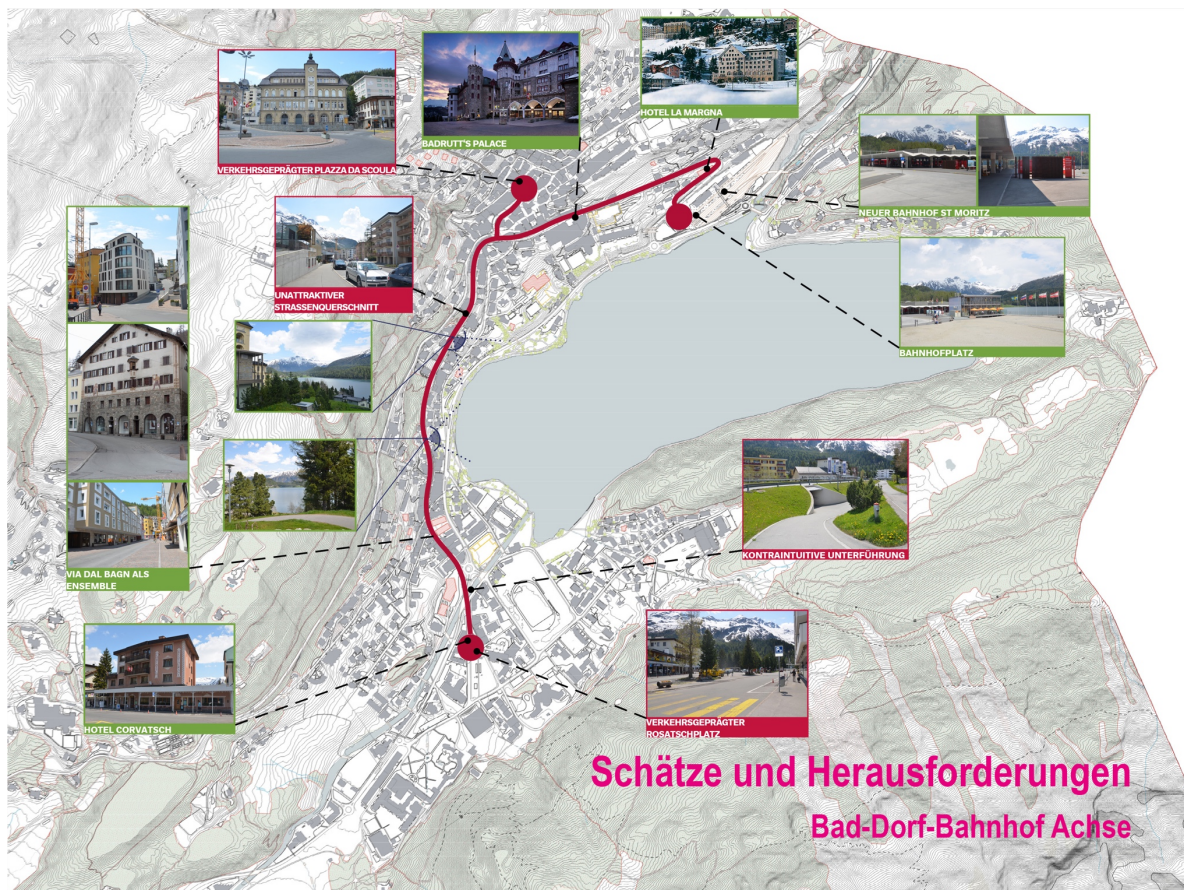 HOTEL LA MARGNA
BADRUTT'S PALACE
VERKEHRSGEPRÄGTER PLAZZA DA SCOULA
NEUER BAHNHOF ST MORITZ
UNATTRAKTIVER
STRASSENQUERSCHNITT
BAHNHOFPLATZ
KONTRAINTUITIVE UNTERFÜHRUNG
VIA DAL BAGN ALS
ENSEMBLE
HOTEL CORVATSCH
VERKEHRSGEPRÄGTER
ROSATSCHPLATZ
Schätze und Herausforderungen
Bad-Dorf-Bahnhof Achse